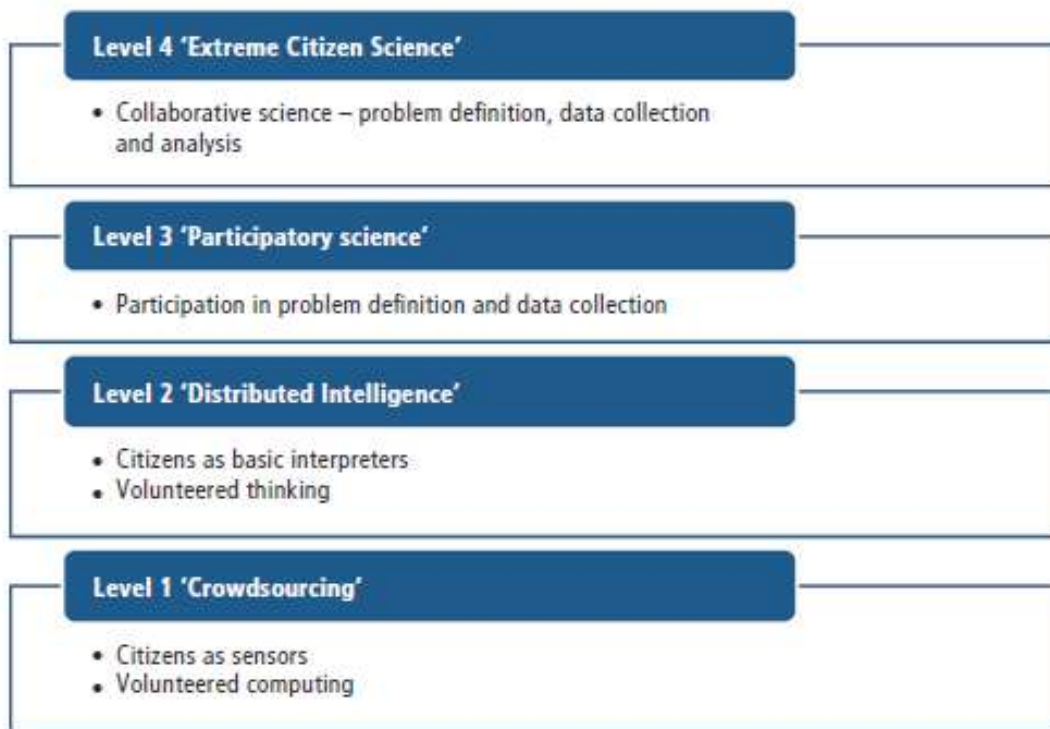 Level 4 ‘Extreme Citizen Science’
• Collaborative science – problem definition, data collection
and analysis
Level 3 ‘Participatory science’
• Participation in problem definition and data collection
Level 2 ‘Distributed Intelligence’
• Citizens as basic interpreters
• Volunteered thinking
Level 1 ‘Crowdsourcing’
• Citizens as sensors
• Volunteered computing